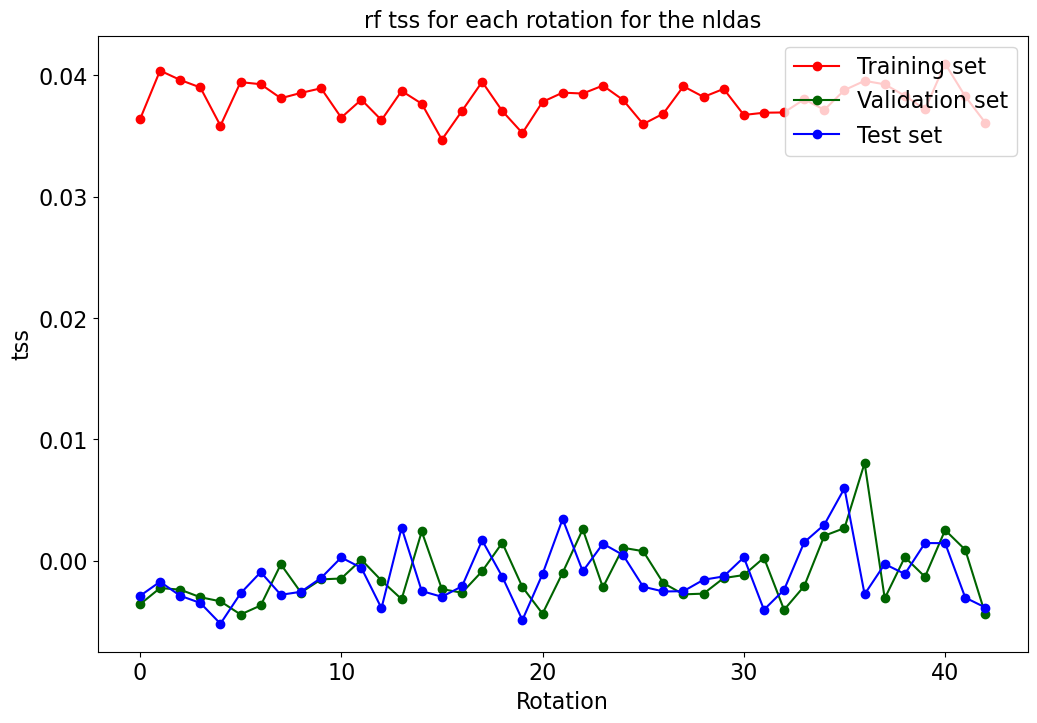 rf tss for each rotation for the nldas
Training set
Validation set
Test set
0.04
0.03
0.02
0.01
0.00
tss
0 10 20 30 40
Rotation